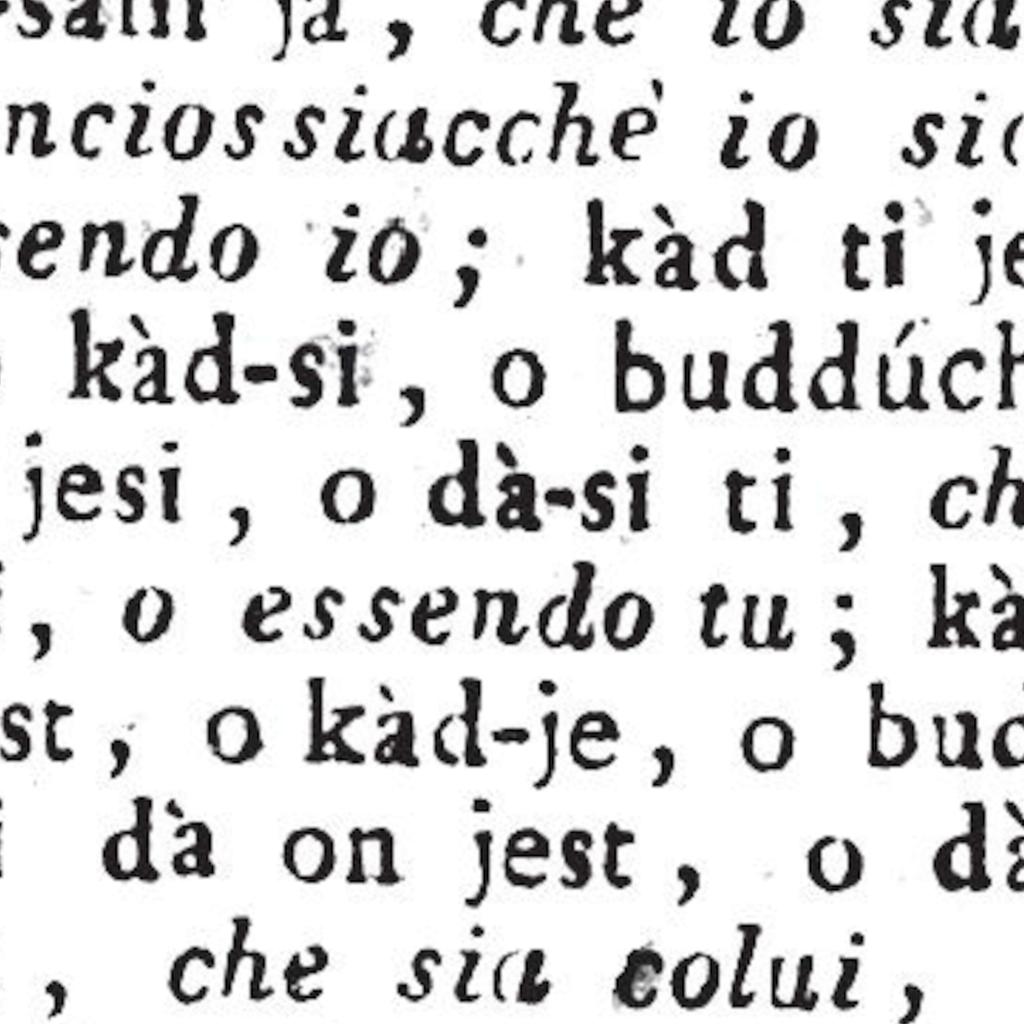 -sam ja, che io sia
nciossiacchè io sia
sendo io; kàd ti je
kàd-si, o buddúch
jesi, o dà-si ti, ch
i, o essendo tu; kà
st, o kàd-je, o bud
i dà on jest, o dà
, che sia colui,